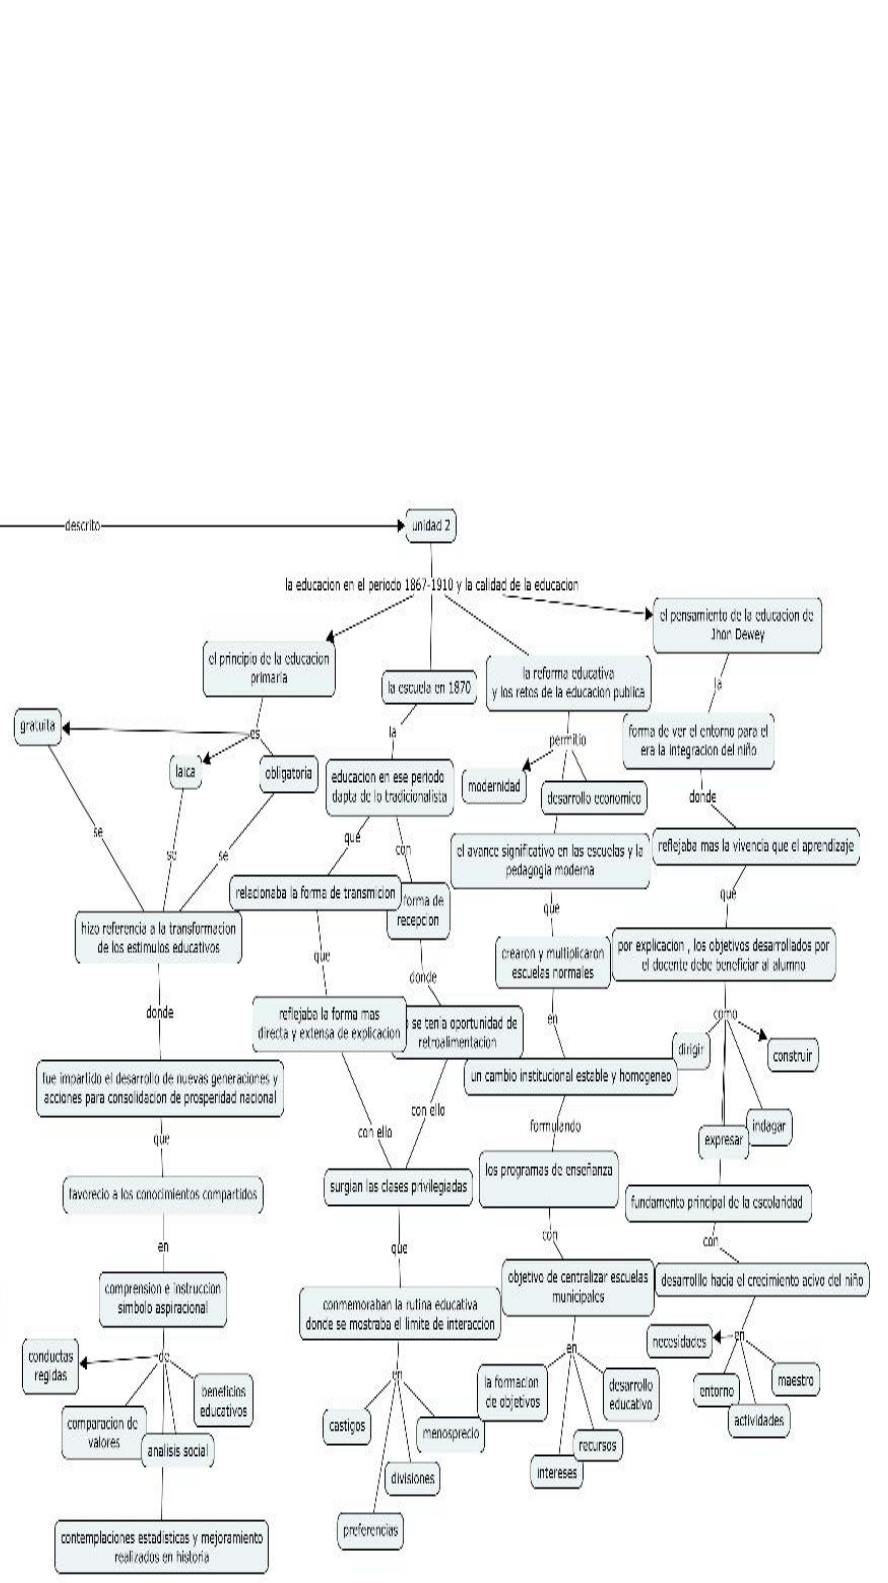 descrito
unidad 2
la educacion en el periodo 1867-1910 y la calidad de la educacion
el principio de la educacion
primaria
la escuela en 1870
la reforma educativa
y los retos de la educacion publica
el pensamiento de la educacion de
Jhon Dewey
es
gratuita
laica
obligatoria
se
se
se
hizo referencia a la transformacion
de los estimulos educativos
donde
fue impartido el desarrollo de nuevas generaciones y
acciones para consolidacion de prosperidad nacional
que
favorecio a los conocimientos compartidos
en
comprension e instruccion
simbolo aspiracional
de
conductas
regidas
comparacion de
valores
analisis social
beneficios
educativos
contemplaciones estadisticas y mejoramiento
realizados en historia
la
educacion en ese periodo
dapta de lo tradicionalista
que
con
relacionaba la forma de transmicion
forma de
recepcion
que
donde
reflejaba la forma mas
directa y extensa de explicacion
se tenia oportunidad de
retroalimentacion
con ello
con ello
surgian las clases privilegiadas
que
conmemoraban la rutina educativa
donde se mostraba el limite de interaccion
en
castigos
menosprecio
divisiones
preferencias
permitio
modernidad
desarrollo economico
el avance significativo en las escuelas y la
pedagogia moderna
que
crearon y multiplicaron
escuelas normales
en
un cambio institucional estable y homogeneo
formulando
los programas de enseñanza
con
objetivo de centralizar escuelas
municipales
en
la formacion
de objetivos
desarrollo
educativo
recursos
intereses
la
forma de ver el entorno para el
era la integracion del niño
donde
reflejaba mas la vivencia que el aprendizaje
que
por explicacion , los objetivos desarrollados por
el docente debe beneficiar al alumno
como
dirigir
construir
expresar
indagar
fundamento principal de la escolaridad
con
desarrolllo hacia el crecimiento acivo del niño
en
necesidades
entorno
actividades
maestro